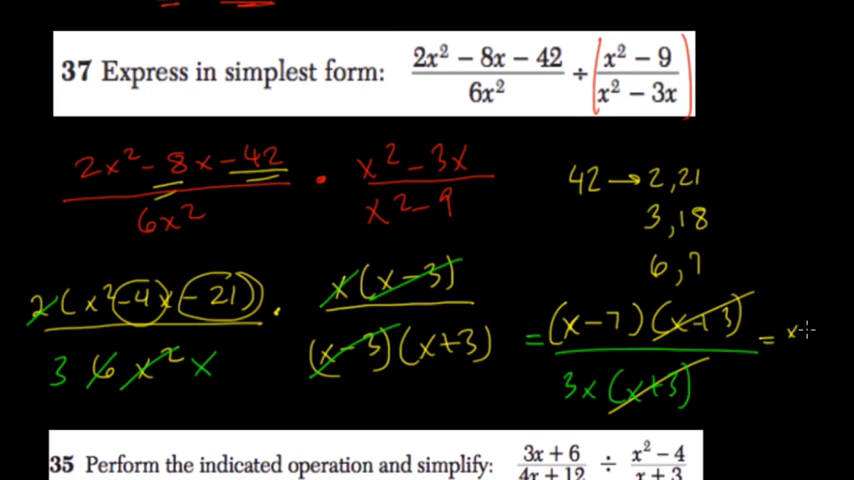 37 Express in simplest form: (2x² − 8x − 42)/(6x²) ÷ ((x² − 9)/(x² − 3x))
(2x² − 8x − 42)/(6x²) · (x² − 3x)/(x² − 9)
42 → 2, 21
3, 18
6, 7
2(x² − 4x − 21)/(3 6x² x) · x(x − 3)/((x − 3)(x + 3)) = (x − 7)(x + 3)/(3x(x + 3)) = x −
35 Perform the indicated operation and simplify: (3x + 6)/(4x + 12) ÷ (x² − 4)/(x + 3)